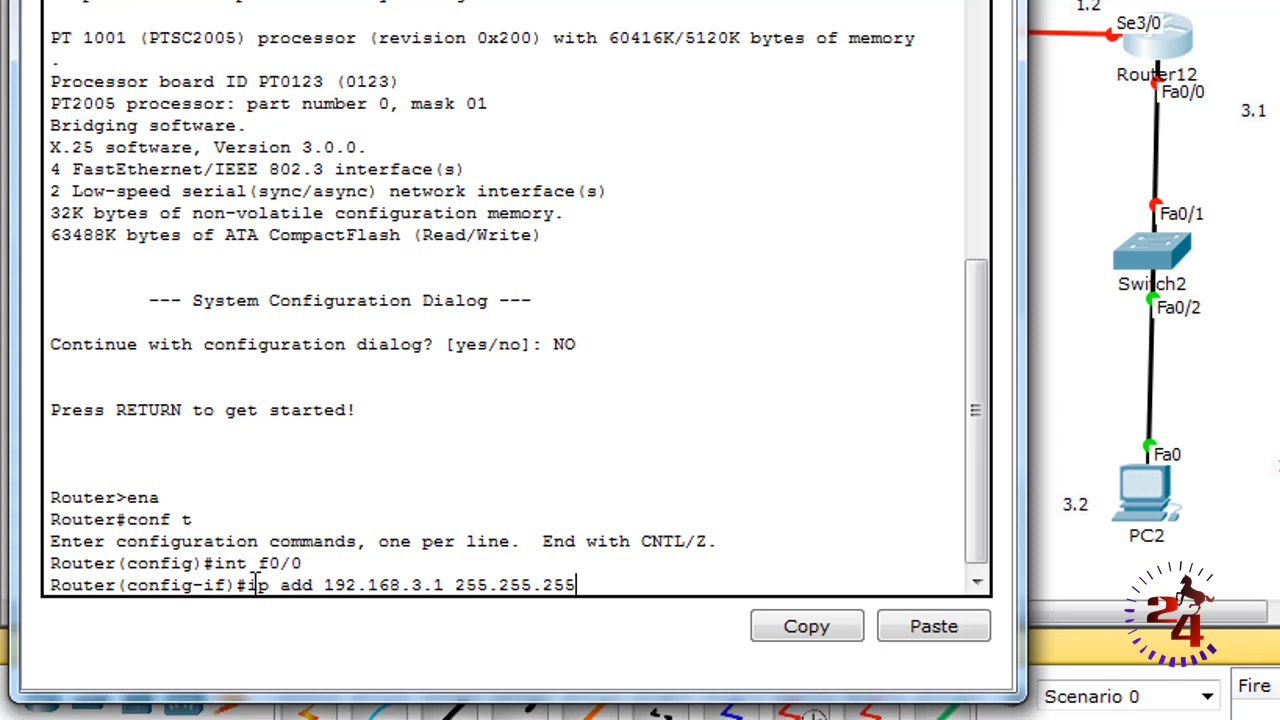 PT 1001 (PTSC2005) processor (revision 0x200) with 60416K/5120K bytes of memory
.
Processor board ID PT0123 (0123)
PT2005 processor: part number 0, mask 01
Bridging software.
X.25 software, Version 3.0.0.
4 FastEthernet/IEEE 802.3 interface(s)
2 Low-speed serial(sync/async) network interface(s)
32K bytes of non-volatile configuration memory.
63488K bytes of ATA CompactFlash (Read/Write)
--- System Configuration Dialog ---
Continue with configuration dialog? [yes/no]: NO
Press RETURN to get started!
Router>ena
Router#conf t
Enter configuration commands, one per line.  End with CNTL/Z.
Router(config)#int f0/0
Router(config-if)#ip add 192.168.3.1 255.255.255
Copy
Paste
1.2
Se3/0
Router12
Fa0/0
3.1
Fa0/1
Switch2
Fa0/2
Fa0
3.2
PC2
24
Scenario 0
Fire